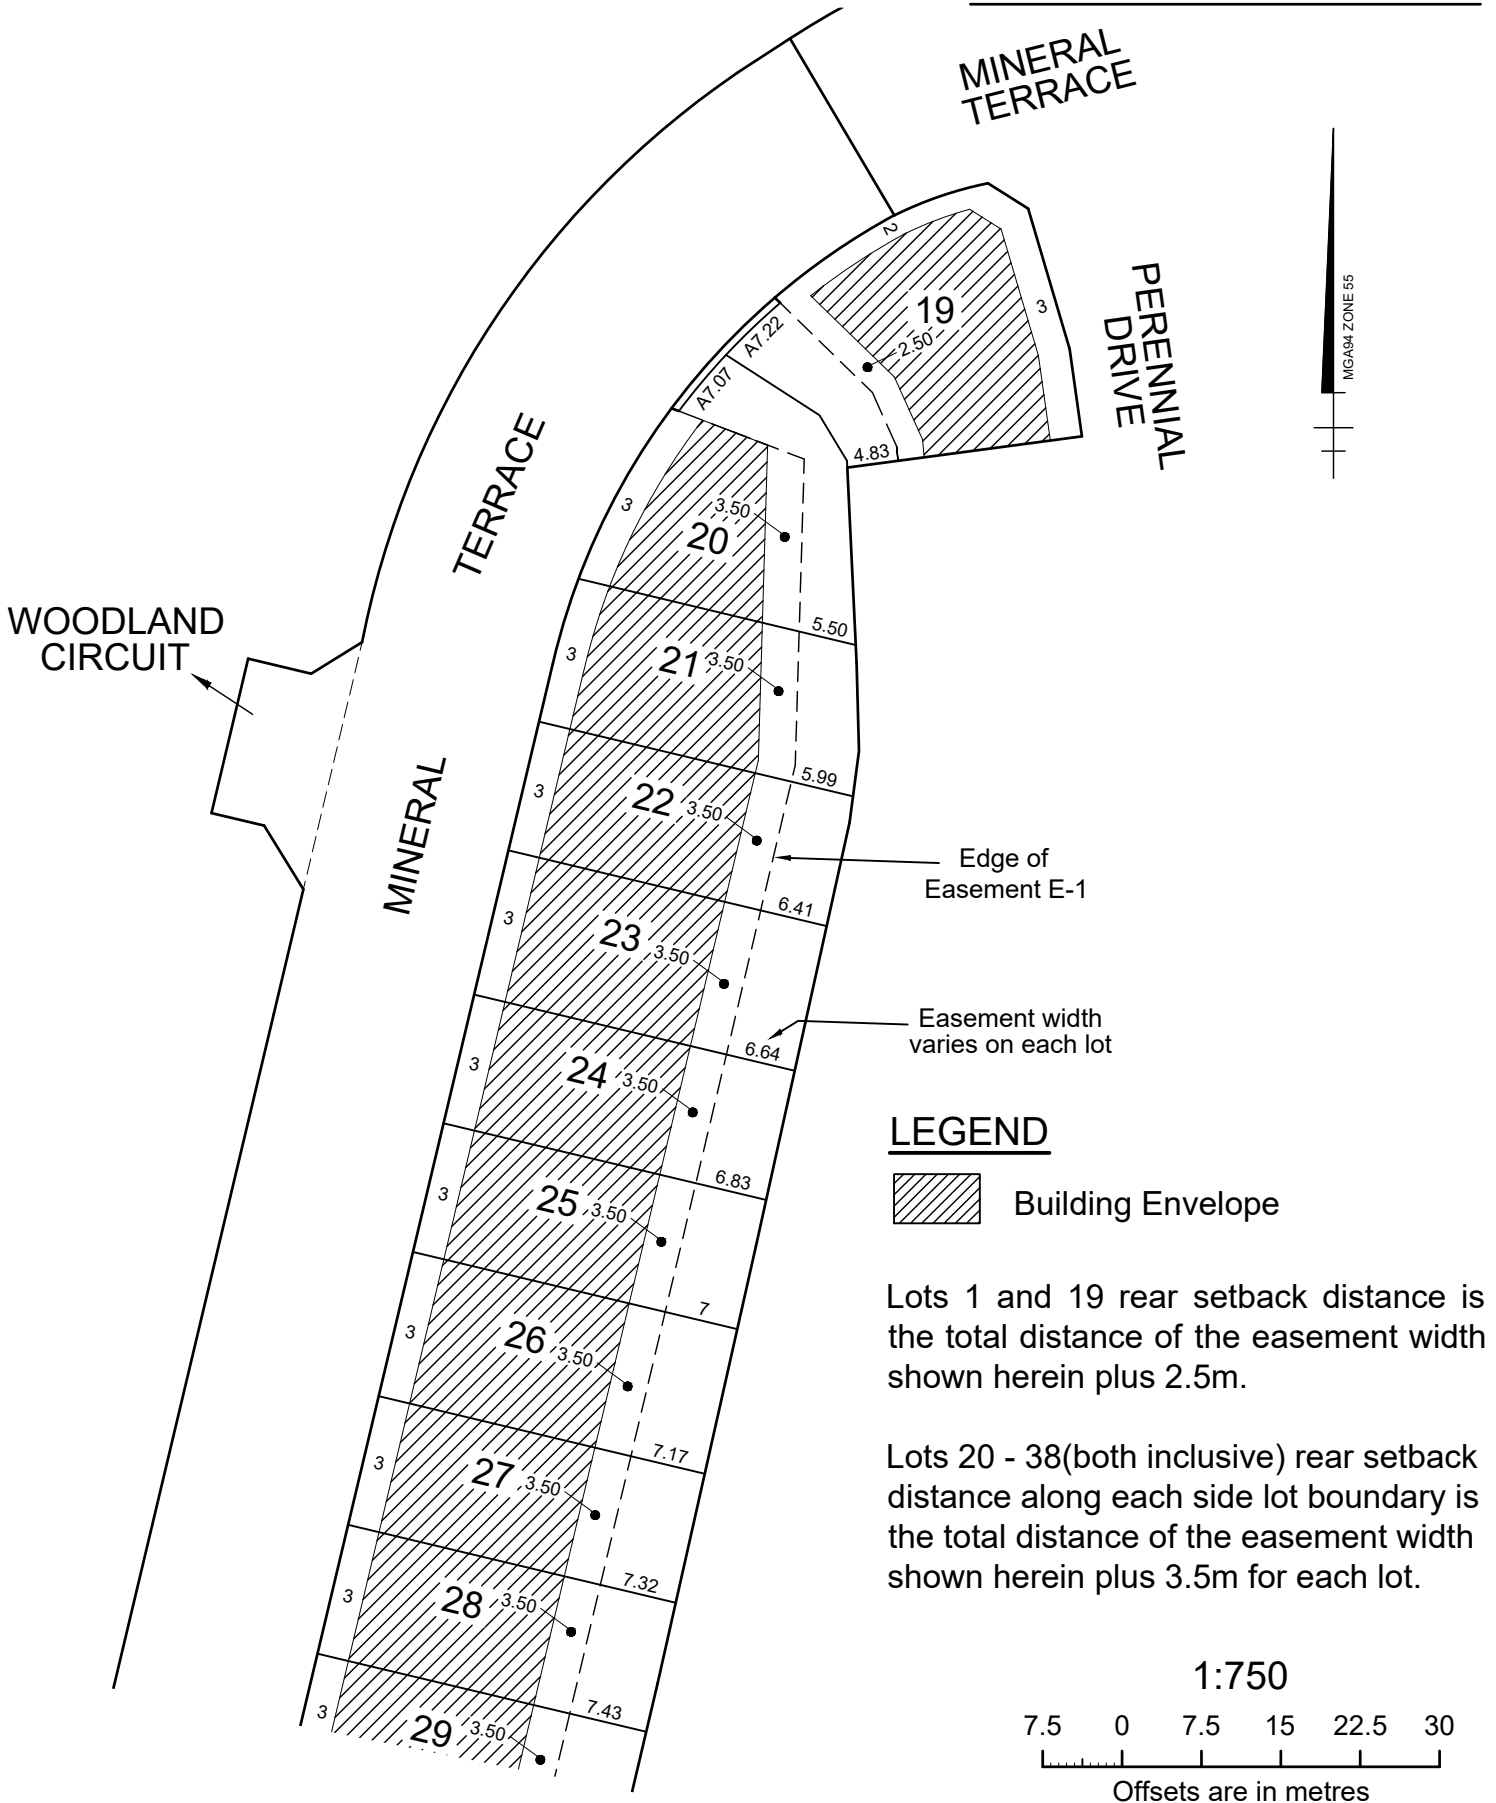 MINERAL
TERRACE
PERENNIAL
DRIVE
MGA94 ZONE 55
2
19
3
2.50
A7.22
A7.07
4.83
TERRACE
3
3.50
20
5.50
WOODLAND
CIRCUIT
3
21
3.50
5.99
MINERAL
3
22
3.50
Edge of
Easement E-1
6.41
3
23
3.50
Easement width
varies on each lot
6.64
3
24
3.50
6.83
LEGEND
Building Envelope
3
25
3.50
7
3
26
3.50
7.17
Lots 1 and 19 rear setback distance is
the total distance of the easement width
shown herein plus 2.5m.
3
27
3.50
7.32
Lots 20 - 38(both inclusive) rear setback
distance along each side lot boundary is
the total distance of the easement width
shown herein plus 3.5m for each lot.
3
28
3.50
7.43
3
29
3.50
1:750
7.5 0 7.5 15 22.5 30
Offsets are in metres